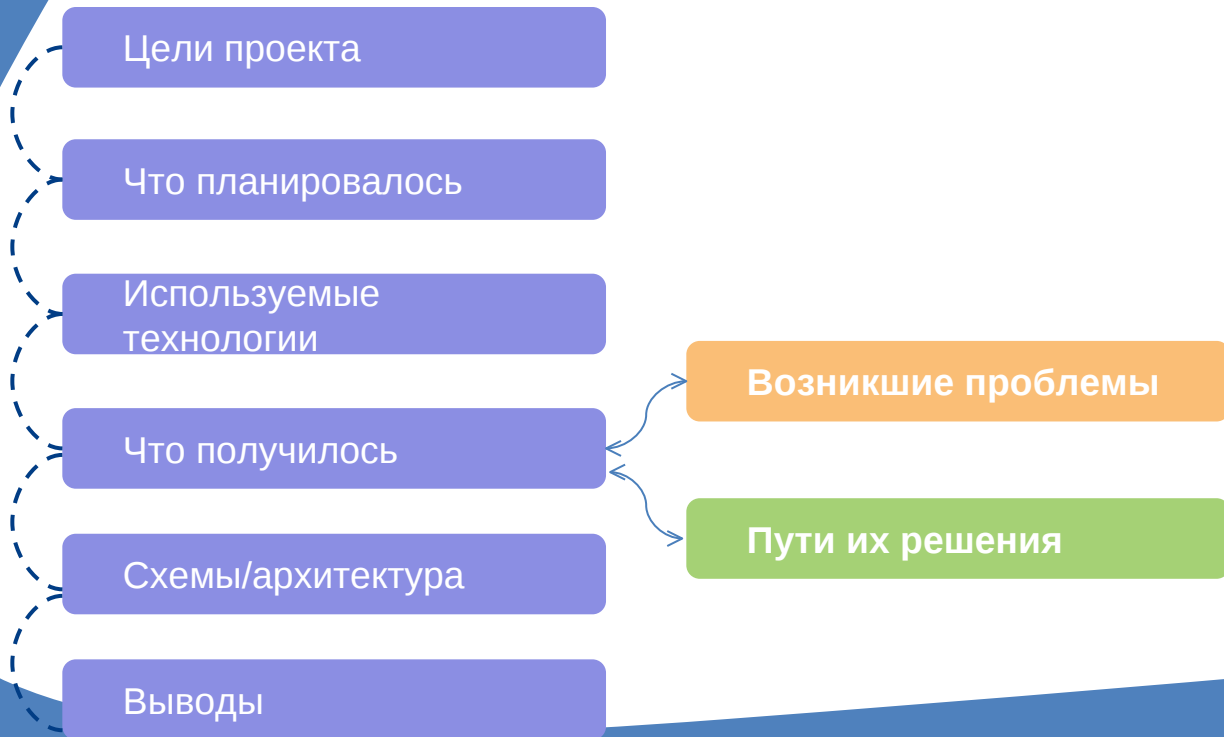 Цели проекта
Что планировалось
Используемые
технологии
Что получилось
Возникшие проблемы
Пути их решения
Схемы/архитектура
Выводы